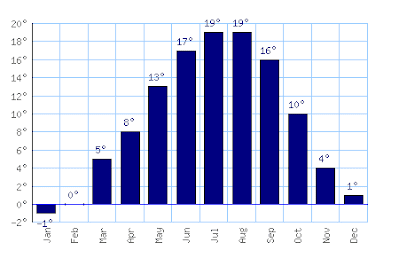 20°
18°
16°
14°
12°
10°
8°
6°
4°
2°
0°
-2°
-1°
0°
5°
8°
13°
17°
19°
19°
16°
10°
4°
1°
Jan
Feb
Mar
Apr
May
Jun
Jul
Aug
Sep
Oct
Nov
Dec